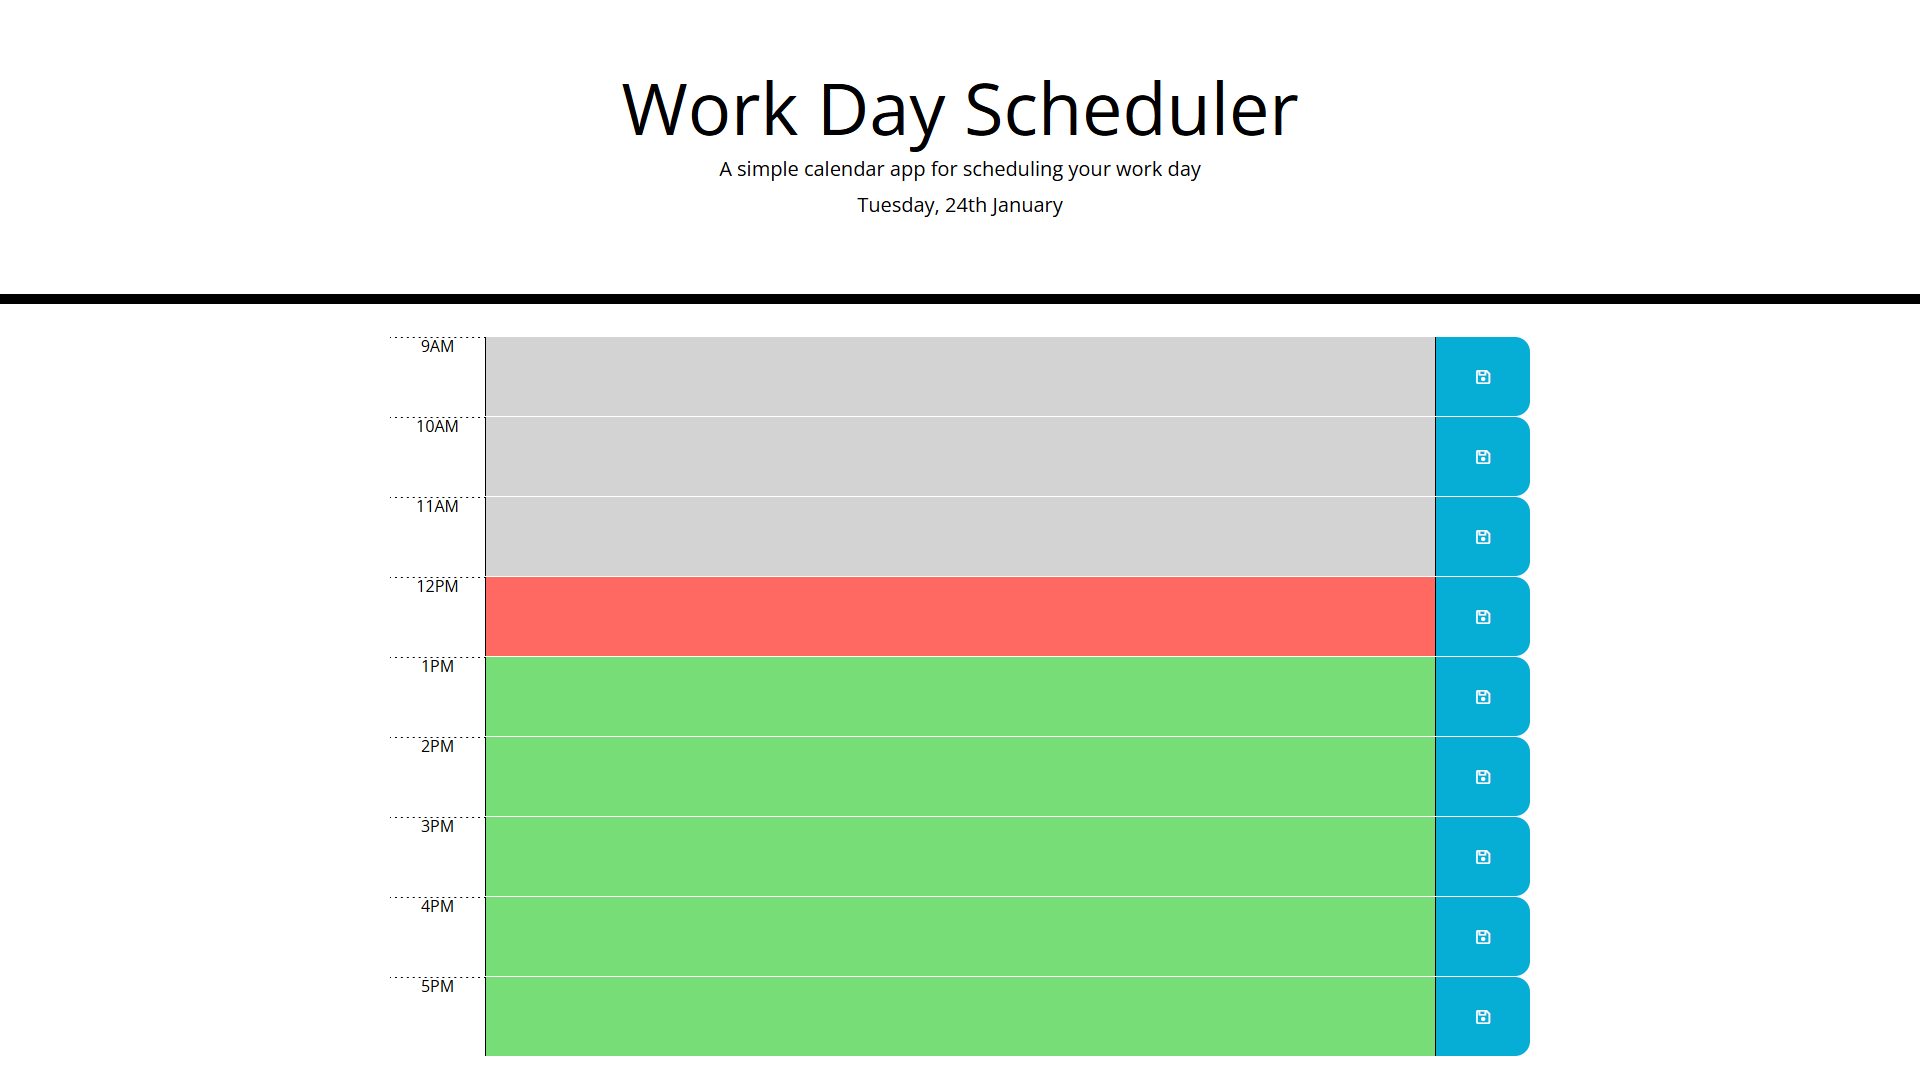 Work Day Scheduler
A simple calendar app for scheduling your work day
Tuesday, 24th January
9AM
10AM
11AM
12PM
1PM
2PM
3PM
4PM
5PM